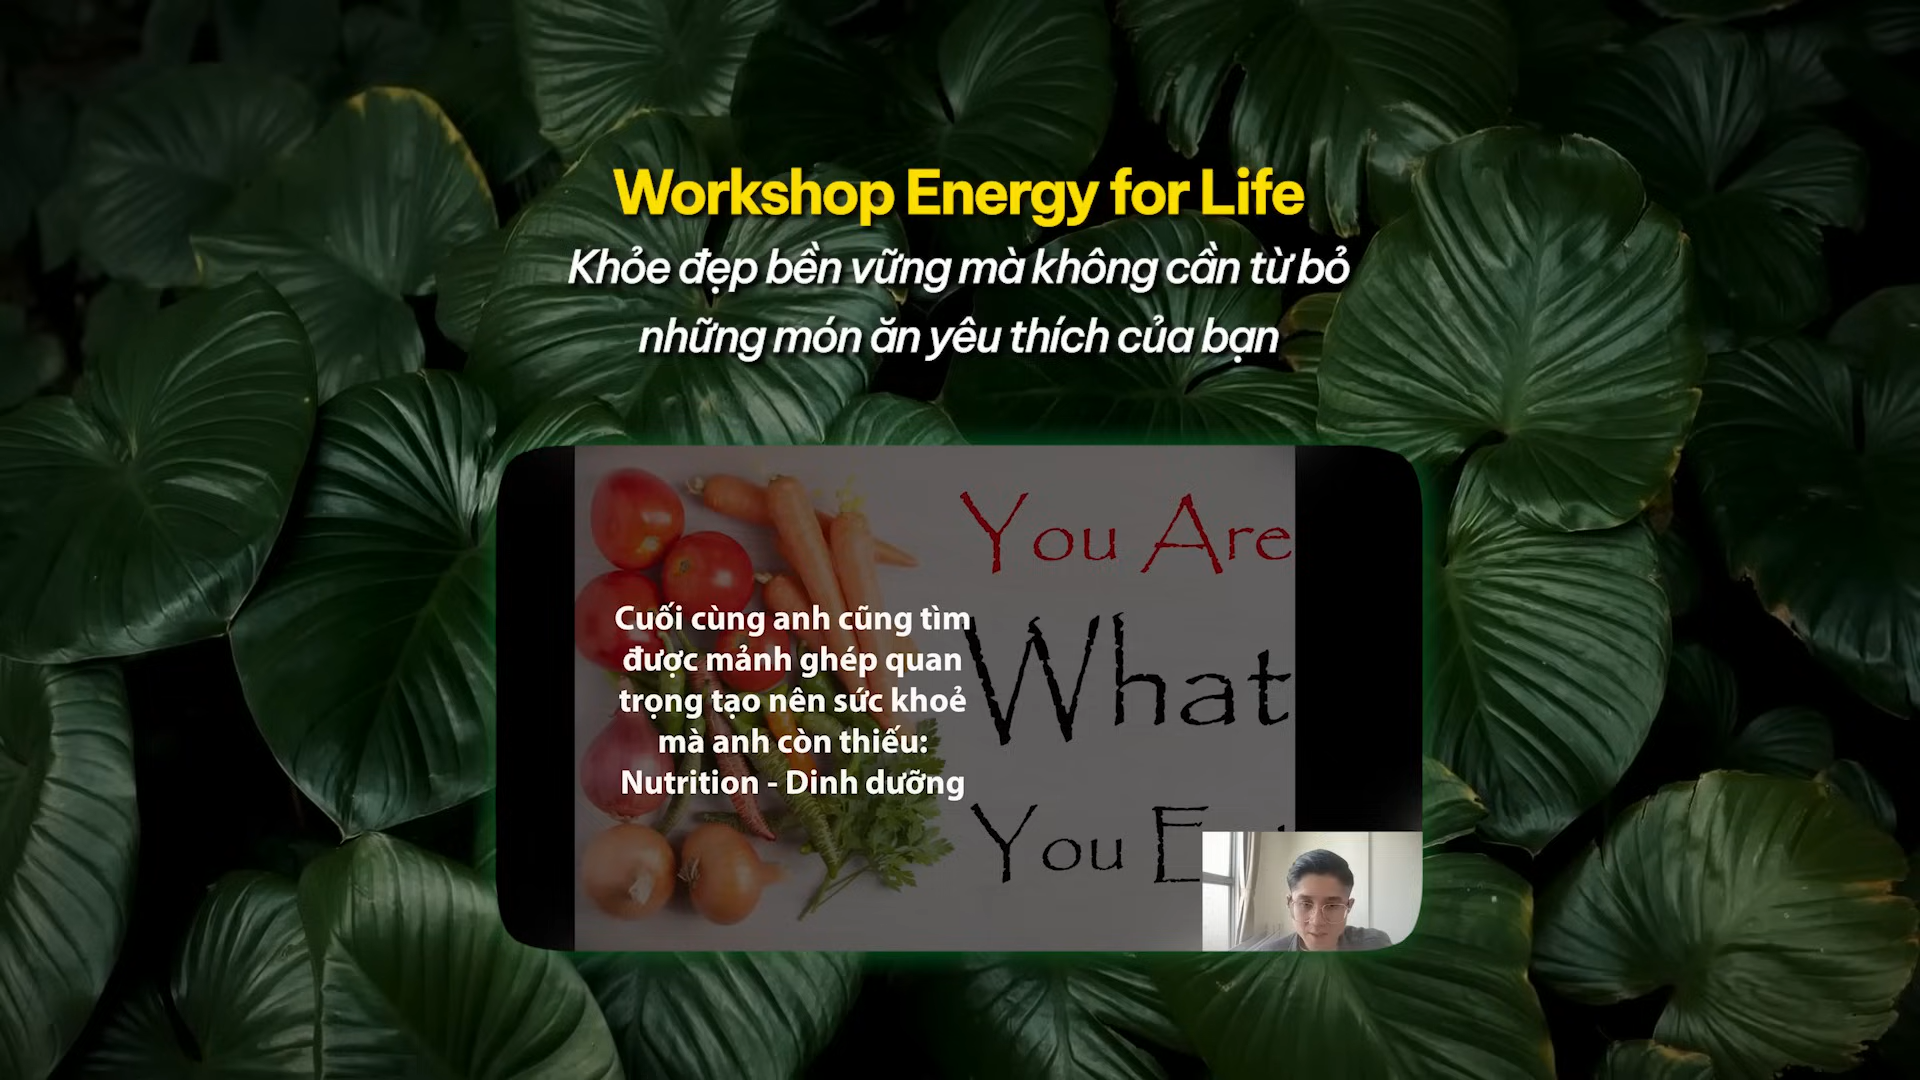 Workshop Energy for Life
Khỏe đẹp bền vững mà không cần từ bỏ
những món ăn yêu thích của bạn
You Are
What
You
Cuối cùng anh cũng tìm
được mảnh ghép quan
trọng tạo nên sức khoẻ
mà anh còn thiếu:
Nutrition - Dinh dưỡng